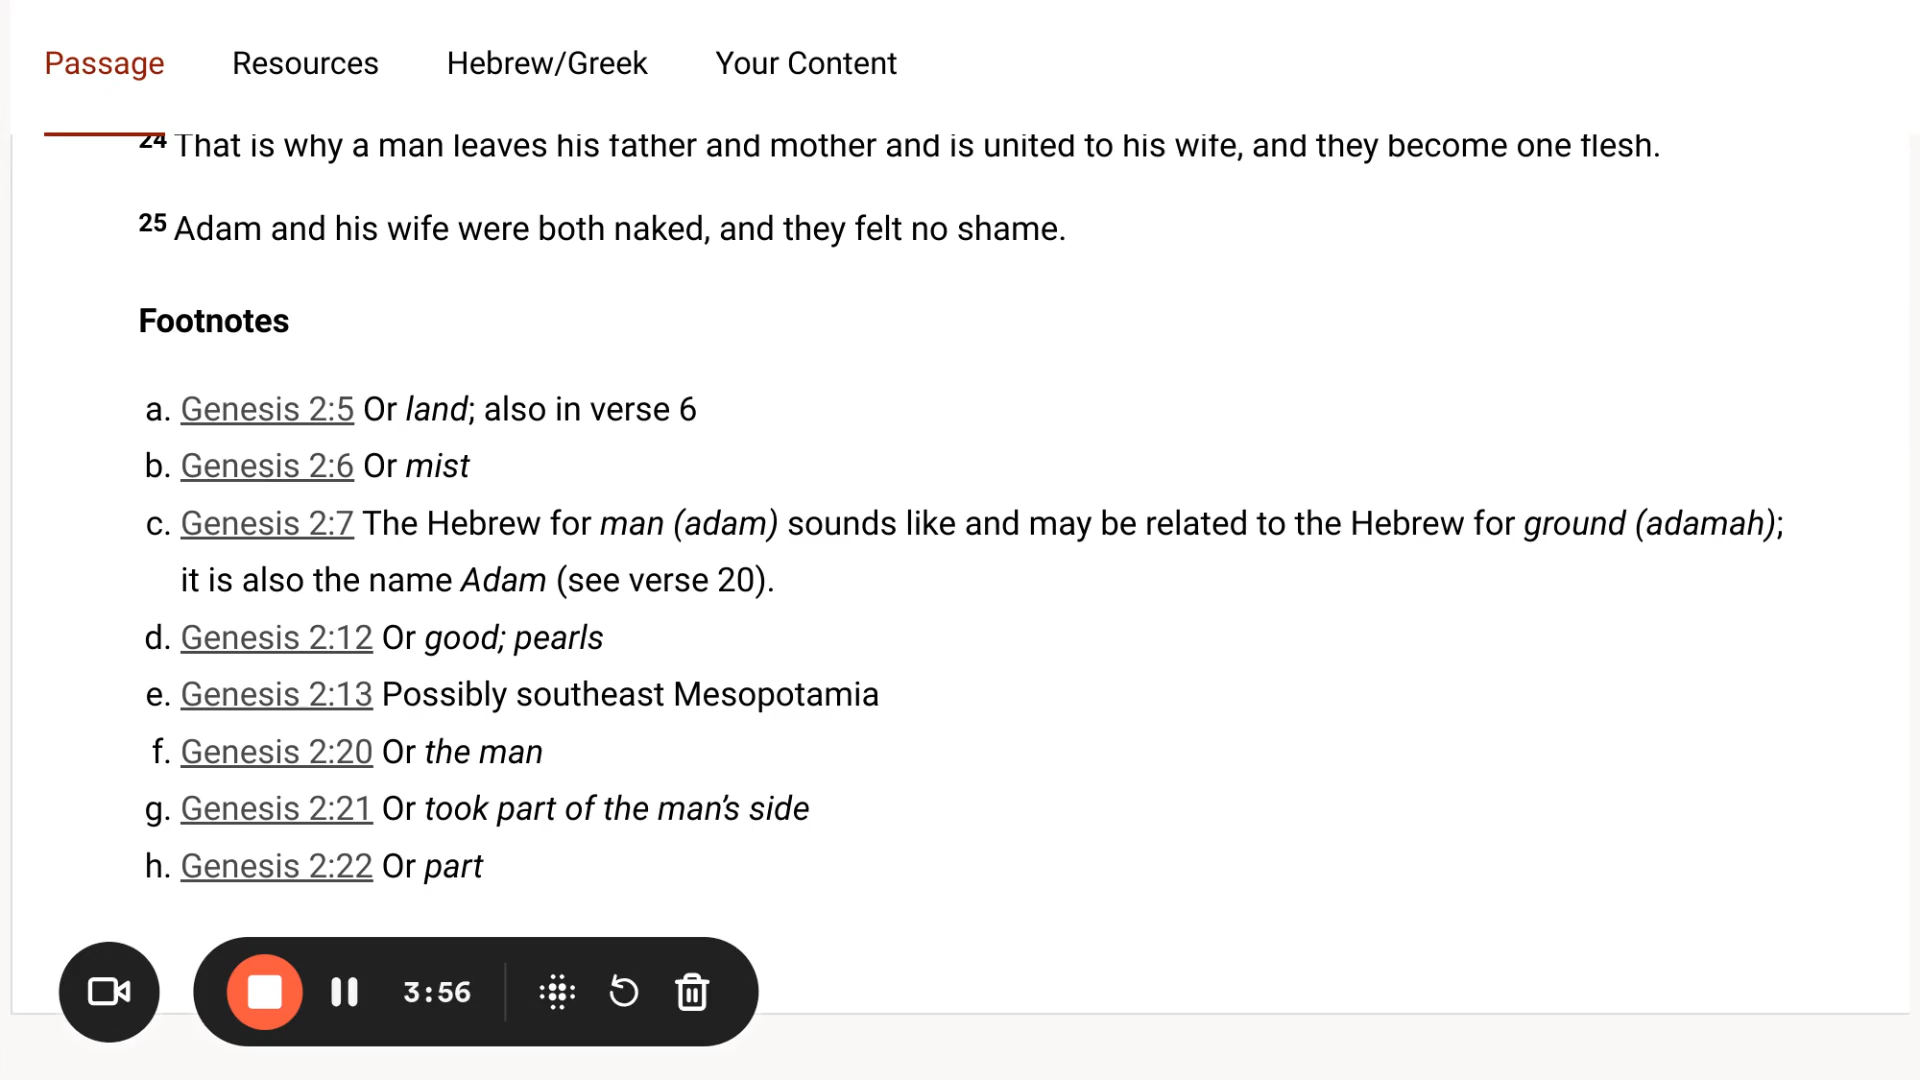 Passage Resources Hebrew/Greek Your Content
24 That is why a man leaves his father and mother and is united to his wife, and they become one flesh.
25 Adam and his wife were both naked, and they felt no shame.
Footnotes
a. Genesis 2:5 Or land; also in verse 6
b. Genesis 2:6 Or mist
c. Genesis 2:7 The Hebrew for man (adam) sounds like and may be related to the Hebrew for ground (adamah);
it is also the name Adam (see verse 20).
d. Genesis 2:12 Or good; pearls
e. Genesis 2:13 Possibly southeast Mesopotamia
f. Genesis 2:20 Or the man
g. Genesis 2:21 Or took part of the man's side
h. Genesis 2:22 Or part
3:56